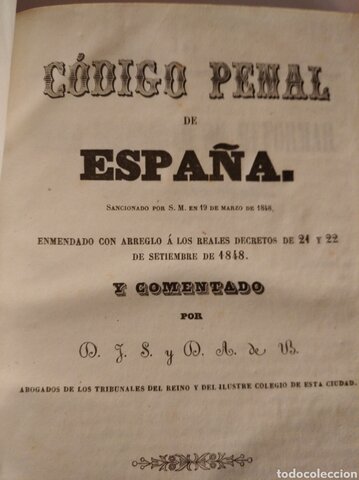 CÓDIGO PENAL
DE
ESPAÑA.
SANCIONADO POR S. M. EN 19 DE MARZO DE 1848.
ENMENDADO CON ARREGLO Á LOS REALES DECRETOS DE 21 Y 22
DE SETIEMBRE DE 1848.
Y COMENTADO
POR
D. J. S. y D. A. de B.
ABOGADOS DE LOS TRIBUNALES DEL REINO Y DEL ILUSTRE COLEGIO DE ESTA CIUDAD.
todocoleccion